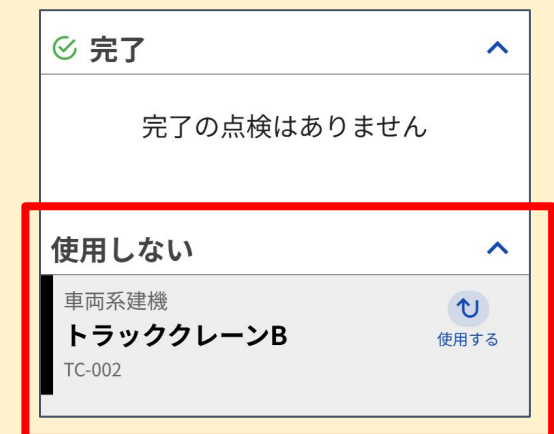 完了
完了の点検はありません
使用しない
車両系建機
トラッククレーンB
使用する
TC-002